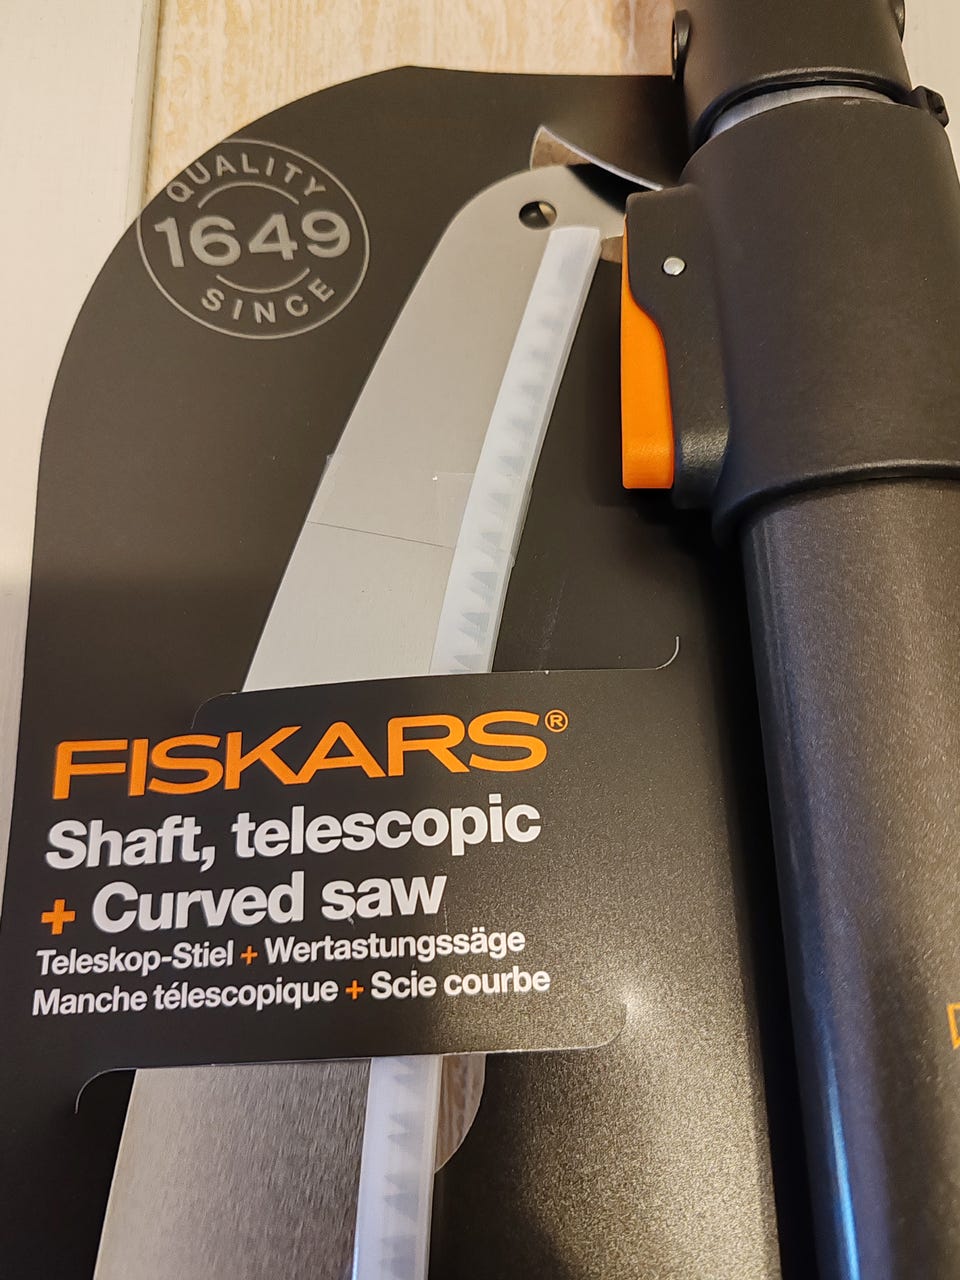 QUALITY
1649
SINCE
FISKARS®
Shaft, telescopic
+ Curved saw
Teleskop-Stiel + Wertastungssäge
Manche télescopique + Scie courbe